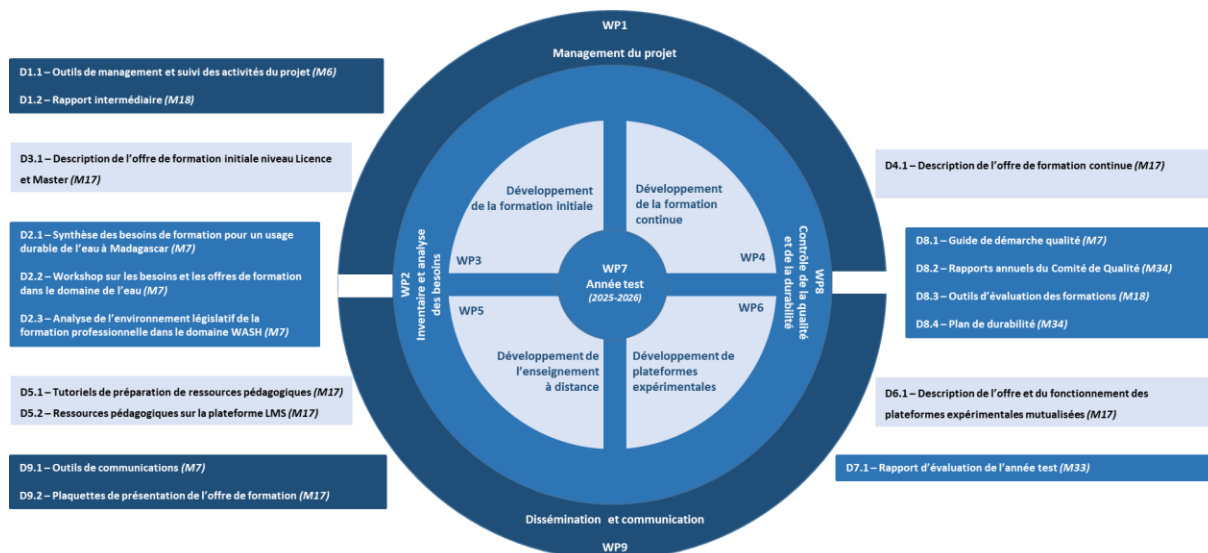 WP1
Management du projet
D1.1 – Outils de management et suivi des activités du projet (M6)
D1.2 – Rapport intermédiaire (M18)
D3.1 – Description de l'offre de formation initiale niveau Licence
et Master (M17)
D2.1 – Synthèse des besoins de formation pour un usage
durable de l'eau à Madagascar (M7)
D2.2 – Workshop sur les besoins et les offres de formation
dans le domaine de l'eau (M7)
D2.3 – Analyse de l'environnement législatif de la
formation professionnelle dans le domaine WASH (M7)
D5.1 – Tutoriels de préparation de ressources pédagogiques (M17)
D5.2 – Ressources pédagogiques sur la plateforme LMS (M17)
D9.1 – Outils de communications (M7)
D9.2 – Plaquettes de présentation de l'offre de formation (M17)
WP2
Inventaire et analyse
des besoins
Développement
de la formation initiale
WP3
Développement
de la formation
continue
WP4
WP7
Année test
(2025-2026)
WP5
Développement de
l'enseignement
à distance
WP6
Développement de
plateformes
expérimentales
WP8
Contrôle de la qualité
et de la durabilité
Dissémination et communication
WP9
D4.1 – Description de l'offre de formation continue (M17)
D8.1 – Guide de démarche qualité (M7)
D8.2 – Rapports annuels du Comité de Qualité (M34)
D8.3 – Outils d'évaluation des formations (M18)
D8.4 – Plan de durabilité (M34)
D6.1 – Description de l'offre et du fonctionnement des
plateformes expérimentales mutualisées (M17)
D7.1 – Rapport d'évaluation de l'année test (M33)